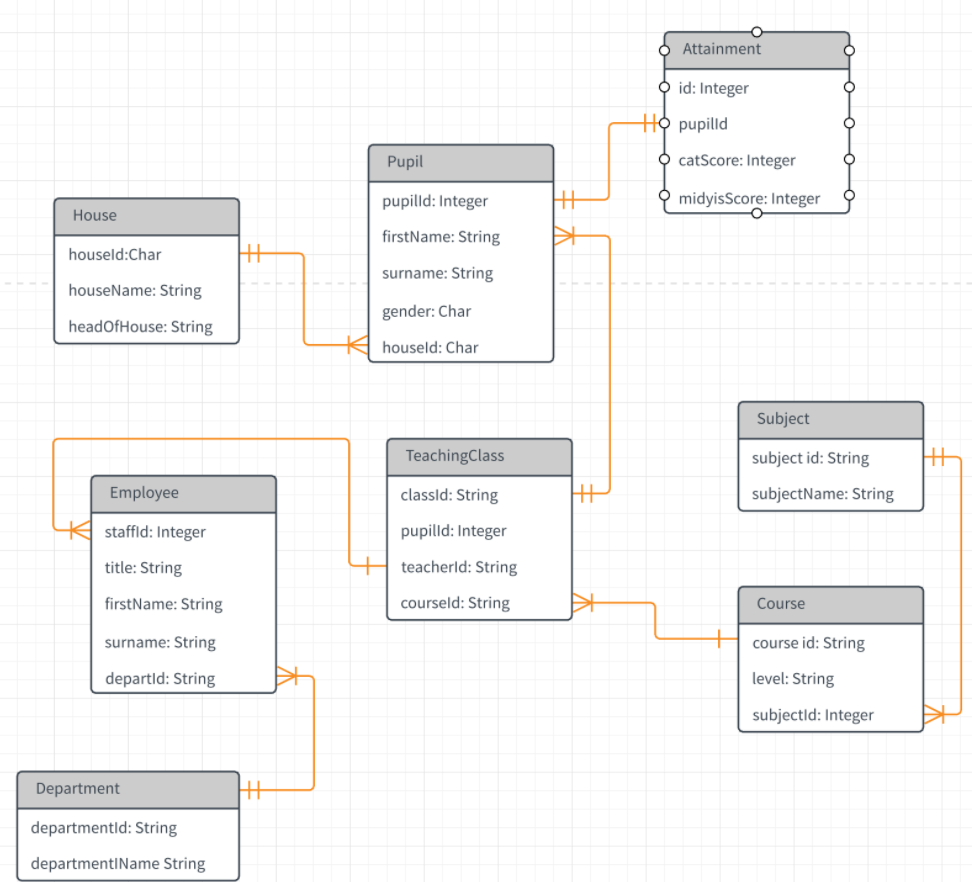 Attainment
id: Integer
pupilId
catScore: Integer
midyisScore: Integer
Pupil
pupilId: Integer
firstName: String
surname: String
gender: Char
houseId: Char
House
houseId:Char
houseName: String
headOfHouse: String
Subject
subject id: String
subjectName: String
TeachingClass
classId: String
pupilId: Integer
teacherId: String
courseId: String
Employee
staffId: Integer
title: String
firstName: String
surname: String
departId: String
Course
course id: String
level: String
subjectId: Integer
Department
departmentId: String
departmentIName String